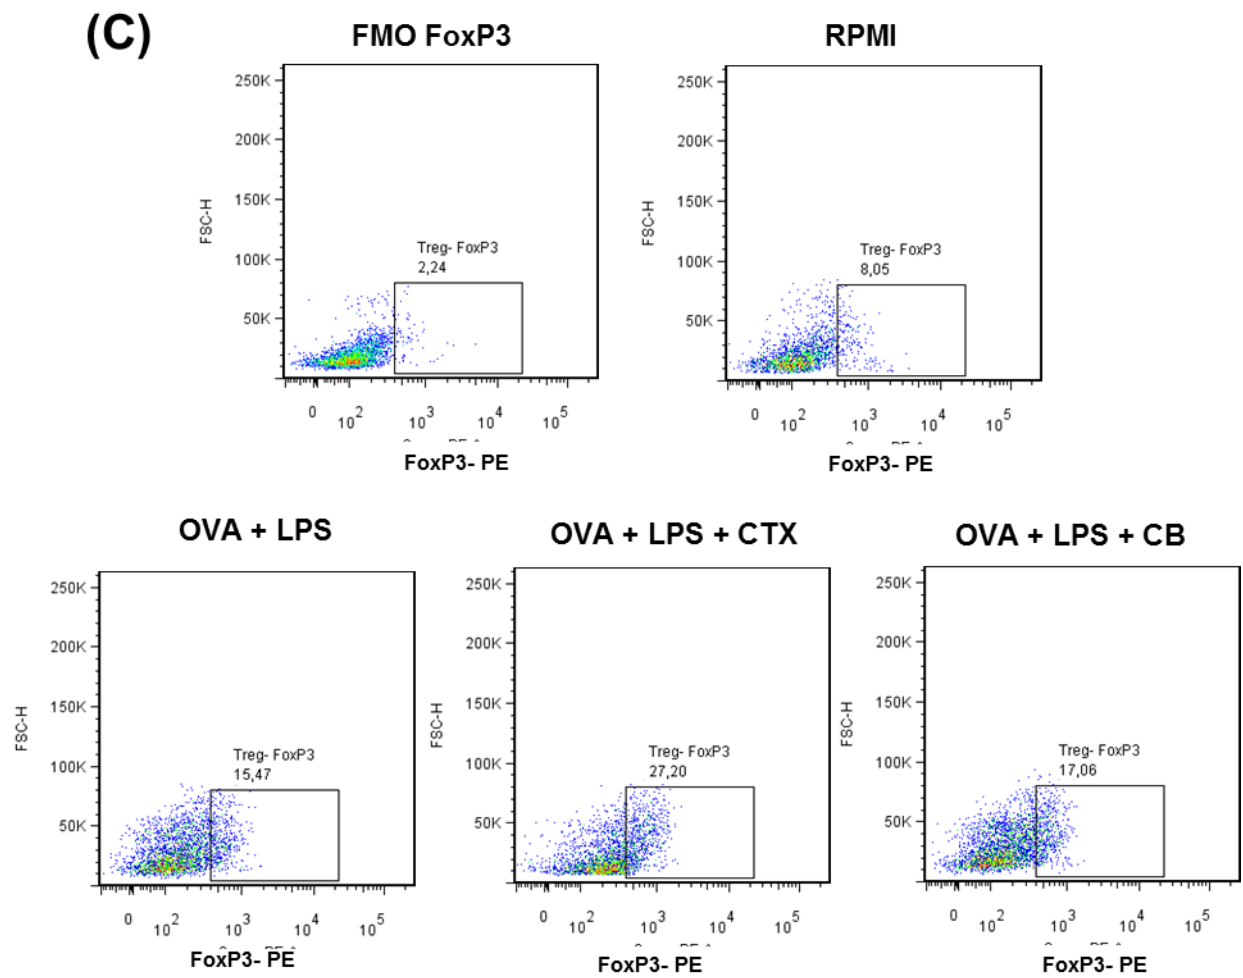 (C)
FMO FoxP3
RPMI
250K
200K
150K
100K
50K
FSC-H
Treg- FoxP3
2,24
0 10^2 10^3 10^4 10^5
FoxP3- PE
250K
200K
150K
100K
50K
FSC-H
Treg- FoxP3
8,05
0 10^2 10^3 10^4 10^5
FoxP3- PE
OVA + LPS
OVA + LPS + CTX
OVA + LPS + CB
250K
200K
150K
100K
50K
FSC-H
Treg- FoxP3
15,47
0 10^2 10^3 10^4 10^5
FoxP3- PE
250K
200K
150K
100K
50K
FSC-H
Treg- FoxP3
27,20
0 10^2 10^3 10^4 10^5
FoxP3- PE
250K
200K
150K
100K
50K
FSC-H
Treg- FoxP3
17,06
0 10^2 10^3 10^4 10^5
FoxP3- PE